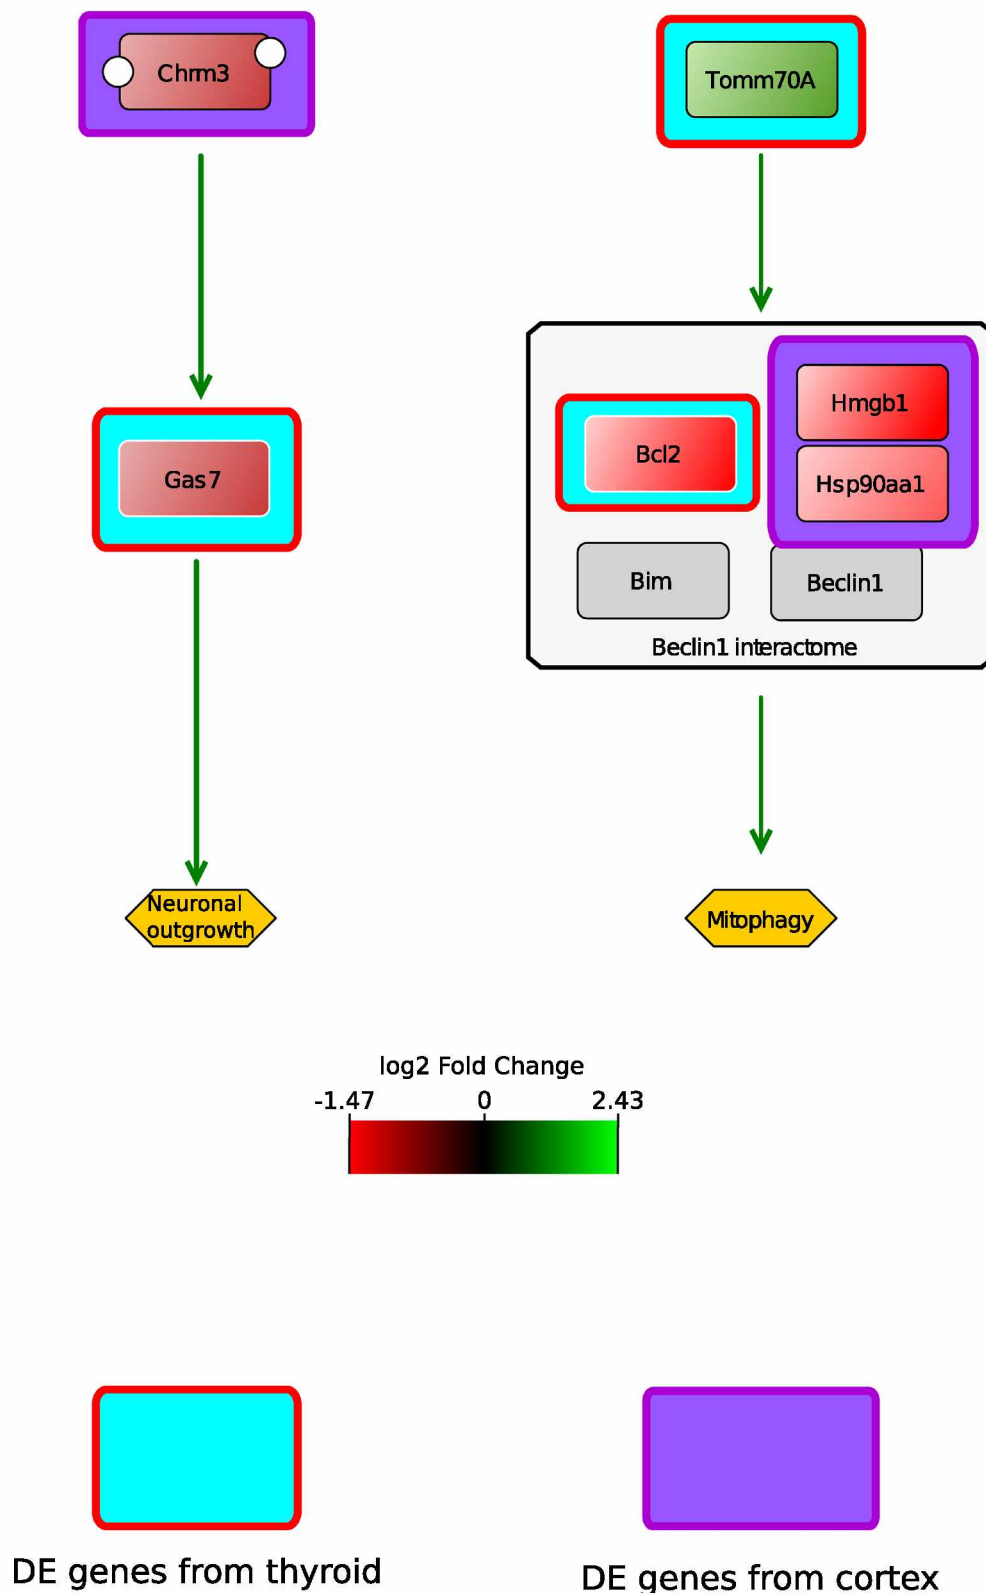 Chrm3
Tomm70A
Gas7
Bcl2
Hmgb1
Hsp90aa1
Bim
Beclin1
Beclin1 interactome
Neuronal
outgrowth
Mitophagy
log2 Fold Change
-1.47 0 2.43
DE genes from thyroid
DE genes from cortex